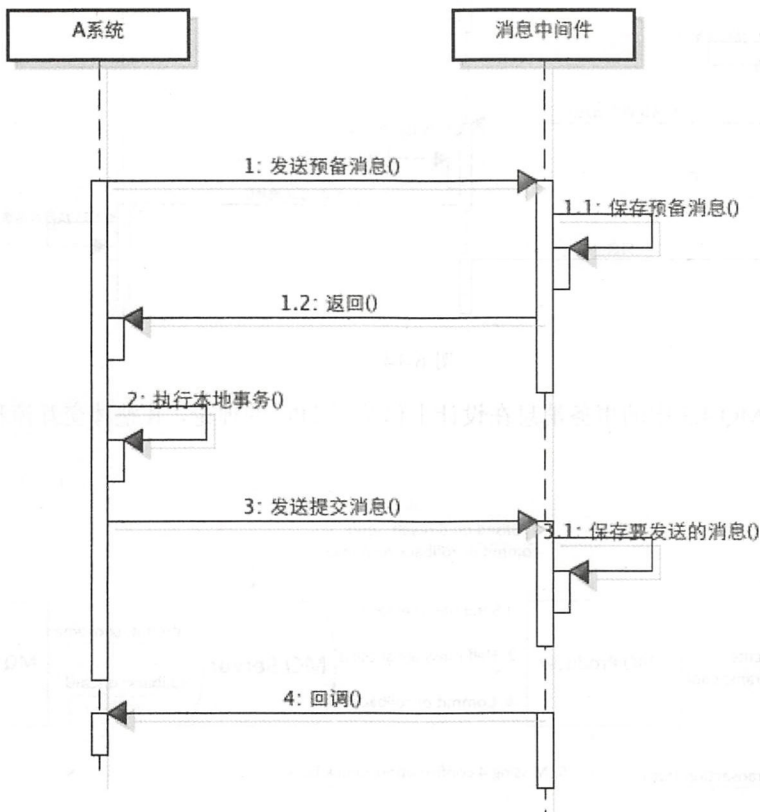 A系统
消息中间件
1: 发送预备消息()
1.1: 保存预备消息()
1.2: 返回()
2: 执行本地事务()
3: 发送提交消息()
3.1: 保存要发送的消息()
4: 回调()